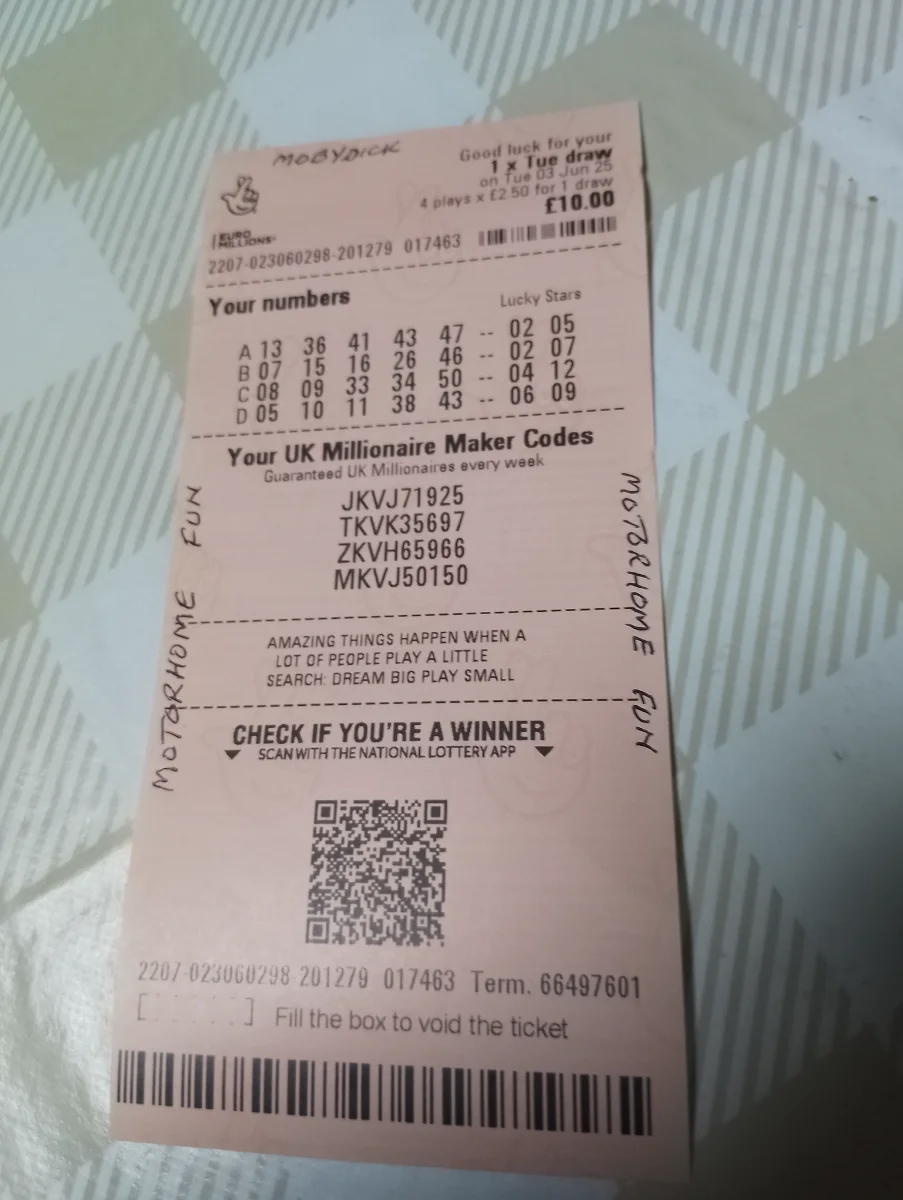 MOBYDICK
Good luck for your
1 x Tue draw
on Tue 03 Jun 25
4 plays x £2.50 for 1 draw
£10.00
EURO
MILLIONS
2207-023060298-201279 017463
Your numbers
Lucky Stars
A 13 36 41 43 47 -- 02 05
B 07 15 16 26 46 -- 02 07
C 08 09 33 34 50 -- 04 12
D 05 10 11 38 43 -- 06 09
Your UK Millionaire Maker Codes
Guaranteed UK Millionaires every week
JKVJ71925
TKVK35697
ZKVH65966
MKVJ50150
MOTORHOME FUN
MOTORHOME FUN
AMAZING THINGS HAPPEN WHEN A
LOT OF PEOPLE PLAY A LITTLE
SEARCH: DREAM BIG PLAY SMALL
CHECK IF YOU'RE A WINNER
SCAN WITH THE NATIONAL LOTTERY APP
2207-023060298-201279 017463 Term. 66497601
[ ] Fill the box to void the ticket